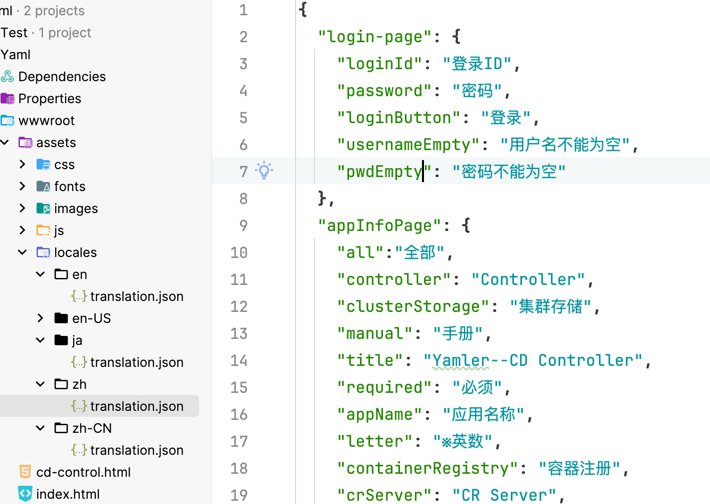 ml · 2 projects
Test · 1 project
Yaml
Dependencies
Properties
wwwroot
assets
css
fonts
images
js
locales
en
translation.json
en-US
ja
translation.json
zh
translation.json
zh-CN
translation.json
cd-control.html
index.html
1 {
2 "login-page": {
3 "loginId": "登录ID",
4 "password": "密码",
5 "loginButton": "登录",
6 "usernameEmpty": "用户名不能为空",
7 "pwdEmpty": "密码不能为空"
8 },
9 "appInfoPage": {
10 "all":"全部",
11 "controller": "Controller",
12 "clusterStorage": "集群存储",
13 "manual": "手册",
14 "title": "Yamler--CD Controller",
15 "required": "必须",
16 "appName": "应用名称",
17 "letter": "※英数",
18 "containerRegistry": "容器注册",
19 "crServer": "CR Server",